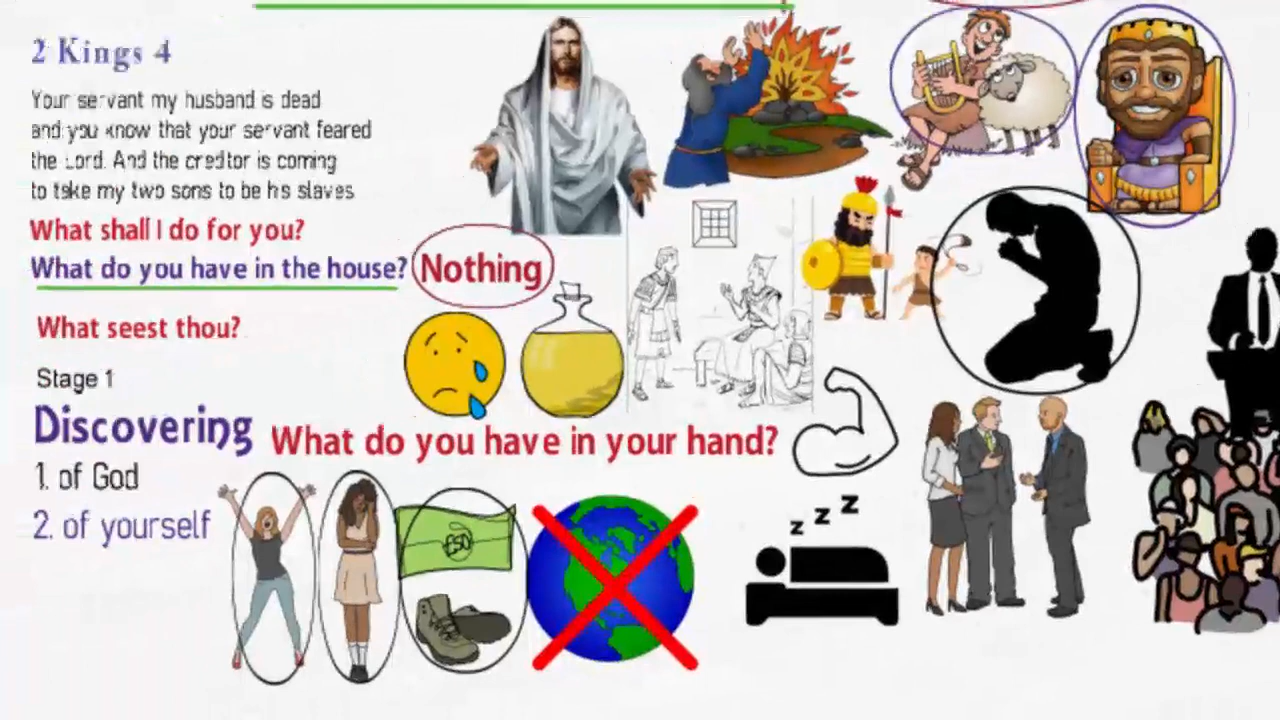 2 Kings 4
Your servant my husband is dead
and you know that your servant feared
the Lord. And the creditor is coming
to take my two sons to be his slaves
What shall I do for you?
What do you have in the house?
Nothing
What seest thou?
Stage 1
Discovering
What do you have in your hand?
1. of God
2. of yourself
z z z